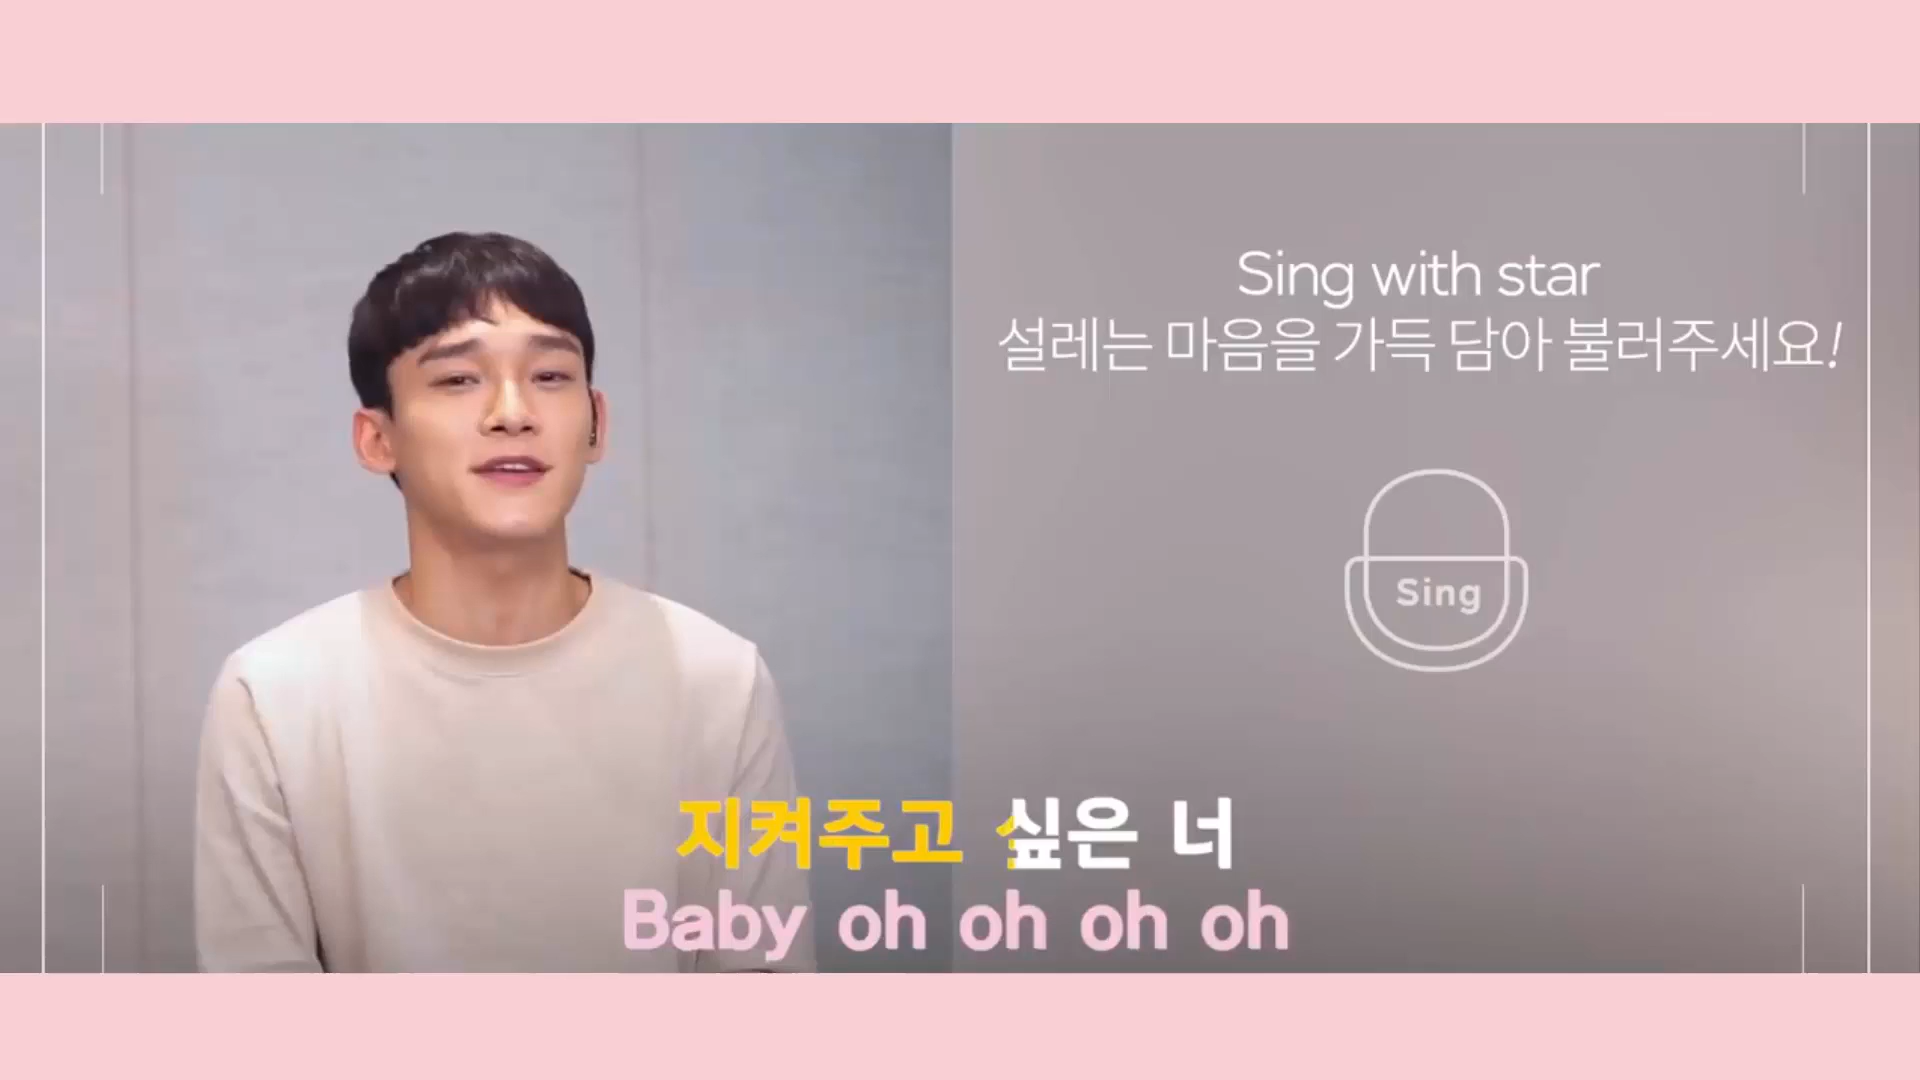 Sing with star
설레는 마음을 가득 담아 불러주세요!
Sing
지켜주고 싶은 너
Baby oh oh oh oh